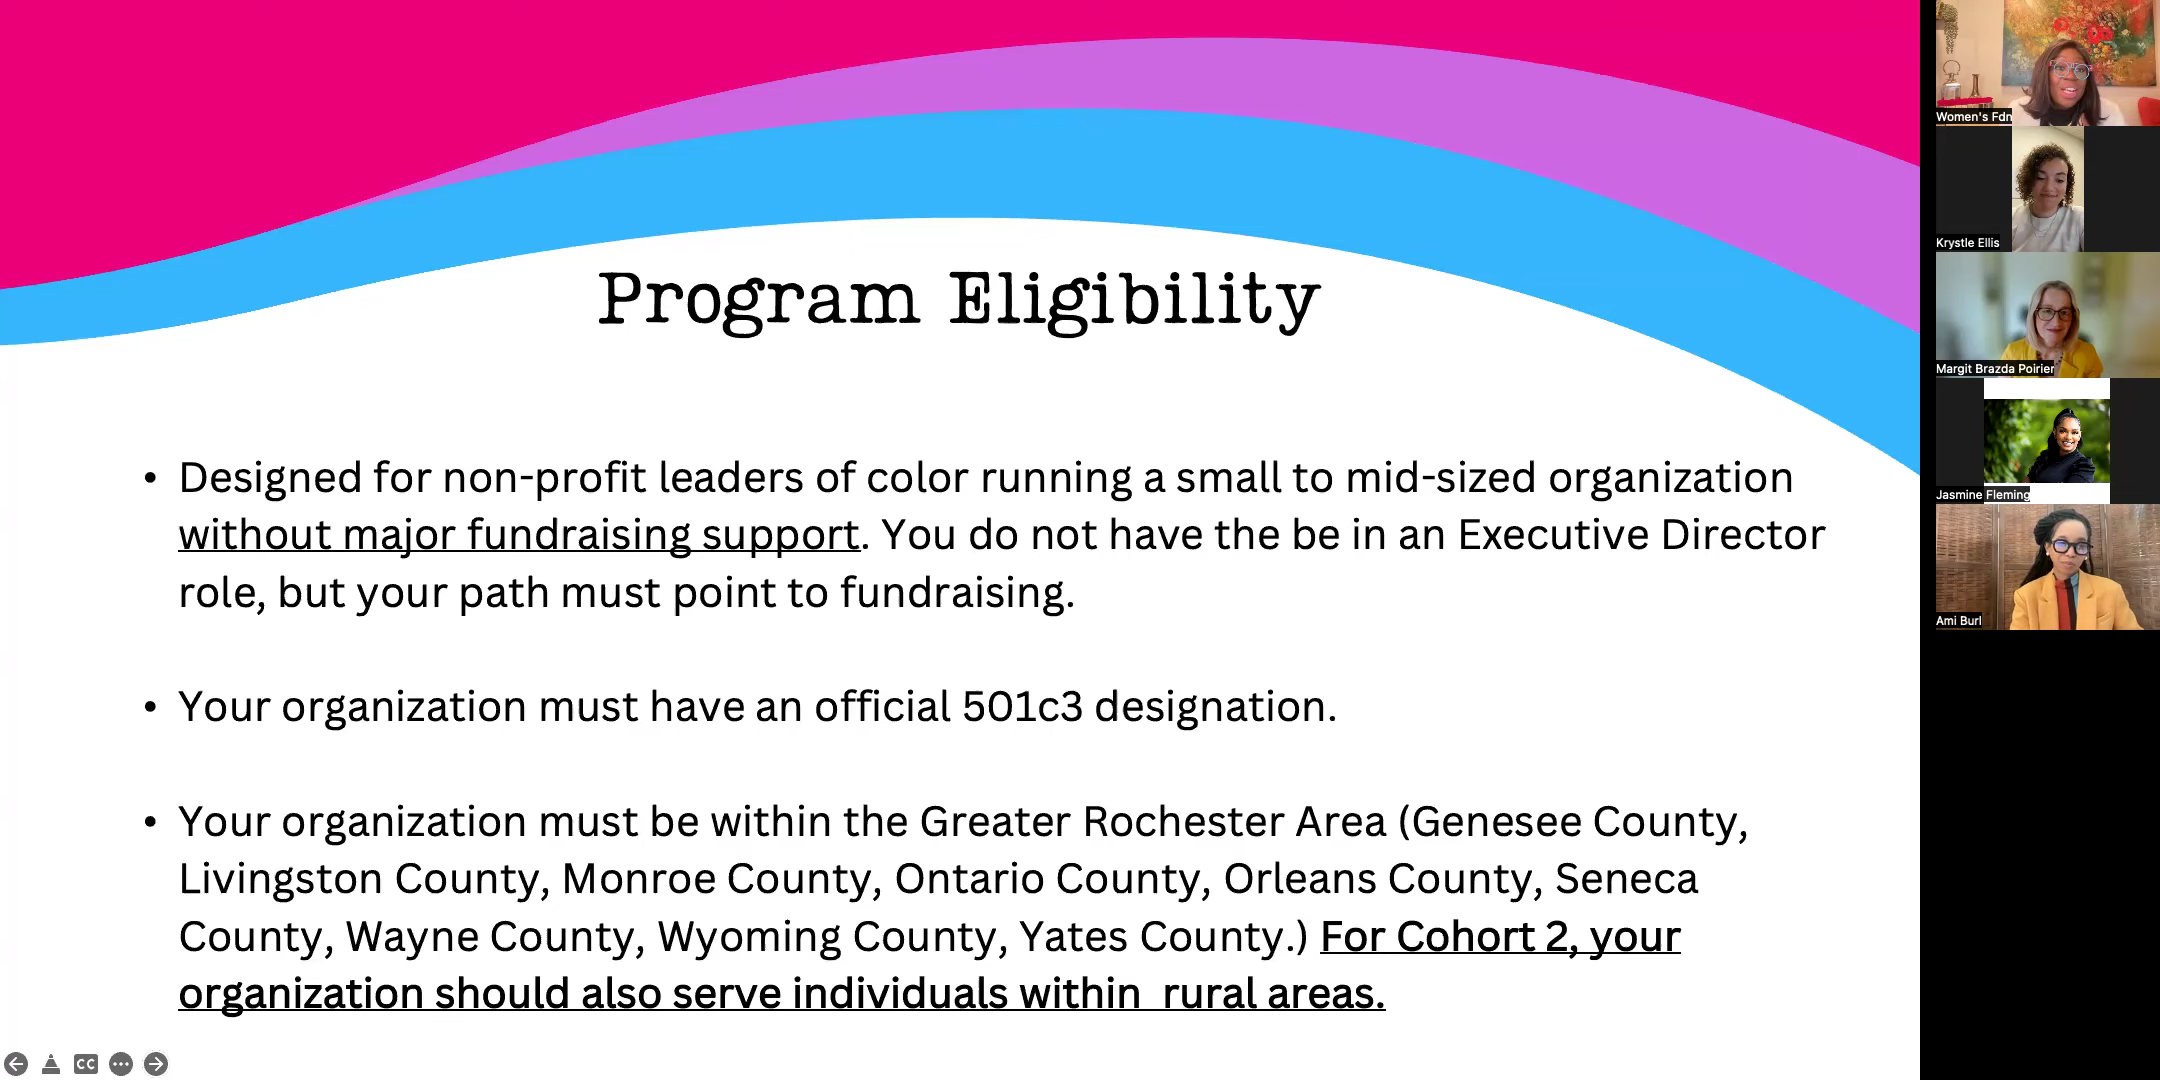 Program Eligibility
• Designed for non-profit leaders of color running a small to mid-sized organization
without major fundraising support. You do not have the be in an Executive Director
role, but your path must point to fundraising.
• Your organization must have an official 501c3 designation.
• Your organization must be within the Greater Rochester Area (Genesee County,
Livingston County, Monroe County, Ontario County, Orleans County, Seneca
County, Wayne County, Wyoming County, Yates County.) For Cohort 2, your
organization should also serve individuals within rural areas.
CC
Women's Fdn
Krystle Ellis
Margit Brazda Poirier
Jasmine Fleming
Ami Burl